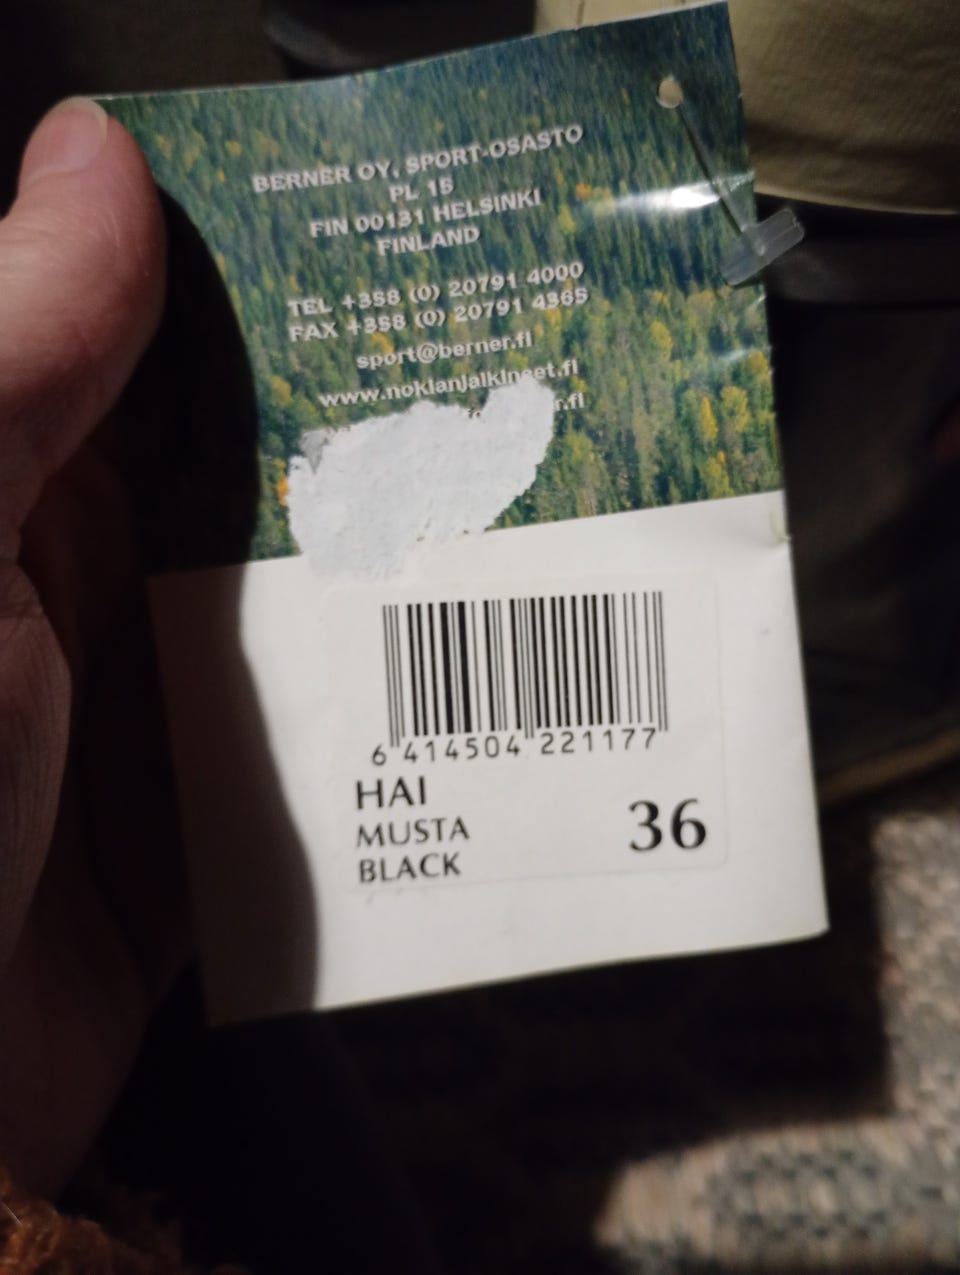 BERNER OY, SPORT-OSASTO
PL 15
FIN 00131 HELSINKI
FINLAND
TEL +358 (0) 20791 4000
FAX +358 (0) 20791 4365
sport@berner.fi
www.nokianjalkineet.fi
r.fi
6 414504 221177
HAI
MUSTA
BLACK
36